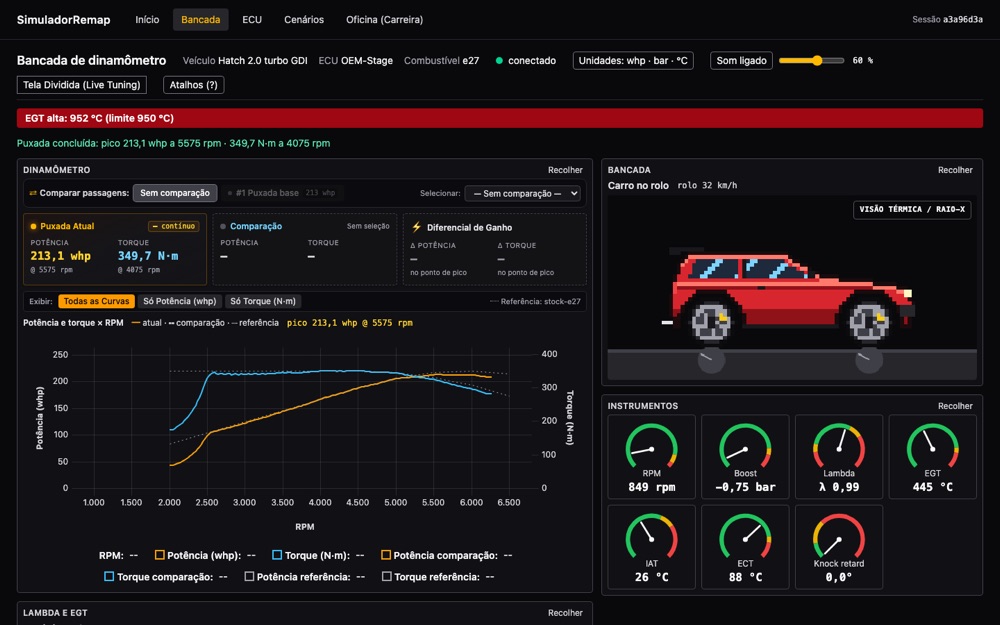 SimuladorRemap Início Bancada ECU Cenários Oficina (Carreira) Sessão a3a96d3a
Bancada de dinamômetro Veículo Hatch 2.0 turbo GDI ECU OEM-Stage Combustível e27 conectado Unidades: whp · bar · °C Som ligado 60 %
Tela Dividida (Live Tuning) Atalhos (?)
EGT alta: 952 °C (limite 950 °C)
Puxada concluída: pico 213,1 whp a 5575 rpm · 349,7 N·m a 4075 rpm
DINAMÔMETRO Recolher
⇄ Comparar passagens: Sem comparação #1 Puxada base 213 whp Selecionar: — Sem comparação —
Puxada Atual — contínuo
POTÊNCIA TORQUE
213,1 whp 349,7 N·m
@ 5575 rpm @ 4075 rpm
Comparação Sem seleção
POTÊNCIA TORQUE
— —
⚡ Diferencial de Ganho
Δ POTÊNCIA Δ TORQUE
— —
no ponto de pico no ponto de pico
Exibir: Todas as Curvas Só Potência (whp) Só Torque (N·m) Referência: stock-e27
Potência e torque × RPM — atual · -- comparação · ··· referência pico 213,1 whp @ 5575 rpm
250
200
150
100
50
0
400
300
200
100
0
Potência (whp)
Torque (N·m)
1.000 1.500 2.000 2.500 3.000 3.500 4.000 4.500 5.000 5.500 6.000 6.500
RPM
RPM: -- Potência (whp): -- Torque (N·m): -- Potência comparação: --
Torque comparação: -- Potência referência: -- Torque referência: --
LAMBDA E EGT Recolher
BANCADA Recolher
Carro no rolo rolo 32 km/h
VISÃO TÉRMICA / RAIO-X
INSTRUMENTOS Recolher
RPM Boost Lambda EGT
849 rpm −0,75 bar λ 0,99 445 °C
IAT ECT Knock retard
26 °C 88 °C 0,0°